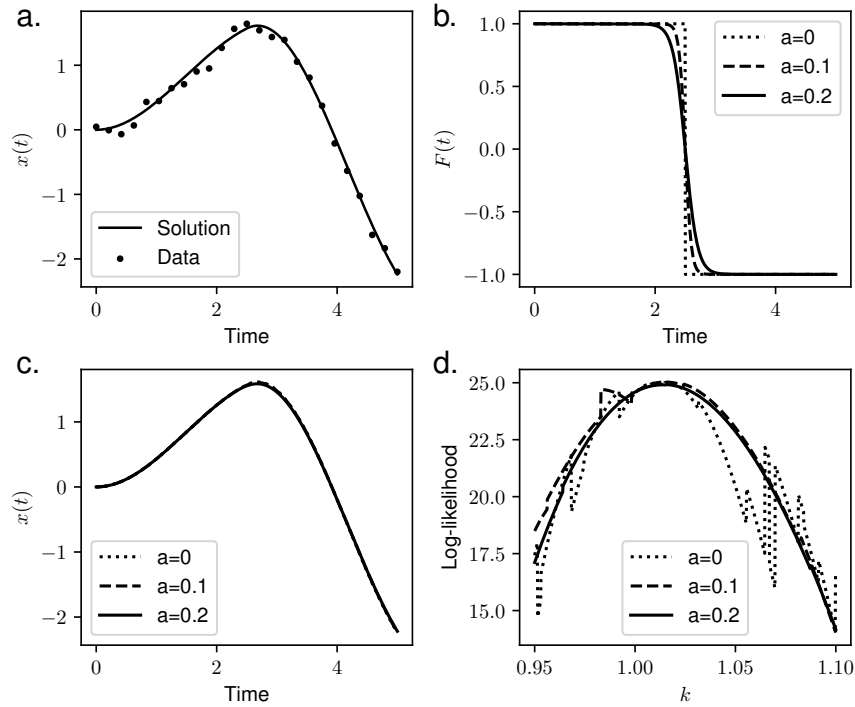 a.
x(t)
1
0
−1
−2
Solution
Data
0
2
4
Time
b.
F(t)
1.0
0.5
0.0
−0.5
−1.0
a=0
a=0.1
a=0.2
0
2
4
Time
c.
x(t)
1
0
−1
−2
a=0
a=0.1
a=0.2
0
2
4
Time
d.
Log-likelihood
25.0
22.5
20.0
17.5
15.0
a=0
a=0.1
a=0.2
0.95
1.00
1.05
1.10
k